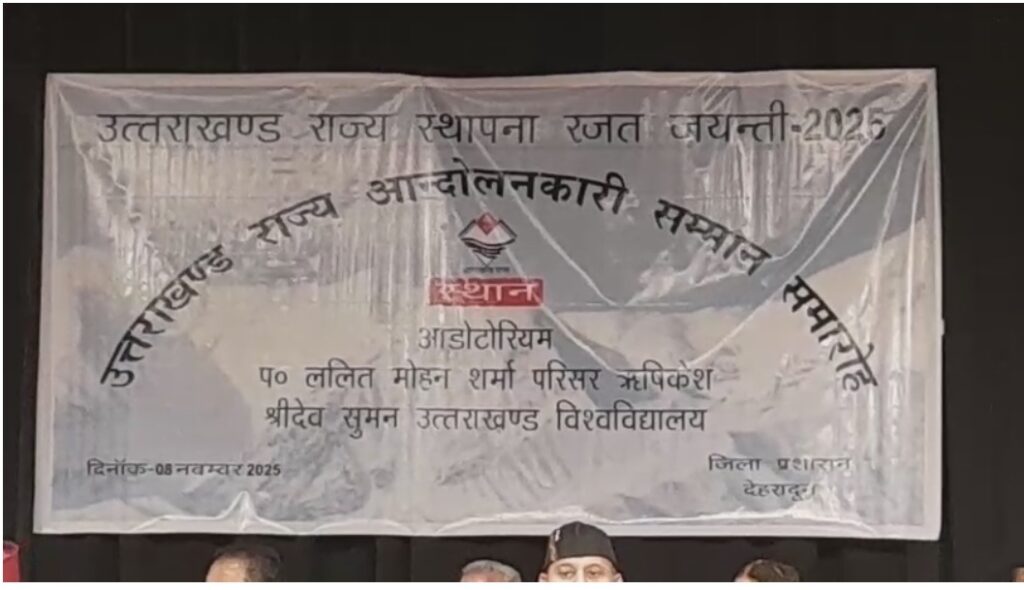 उत्तराखण्ड राज्य स्थापना रजत जयन्ती-2025
उत्तराखण्ड राज्य आन्दोलनकारी सम्मान समारोह
स्थान
आडोटोरियम
प० ललित मोहन शर्मा परिसर ऋषिकेश
श्रीदेव सुमन उत्तराखण्ड विश्वविद्यालय
दिनॉक-08 नवम्वर 2025
जिला प्रशासन
देहरादून